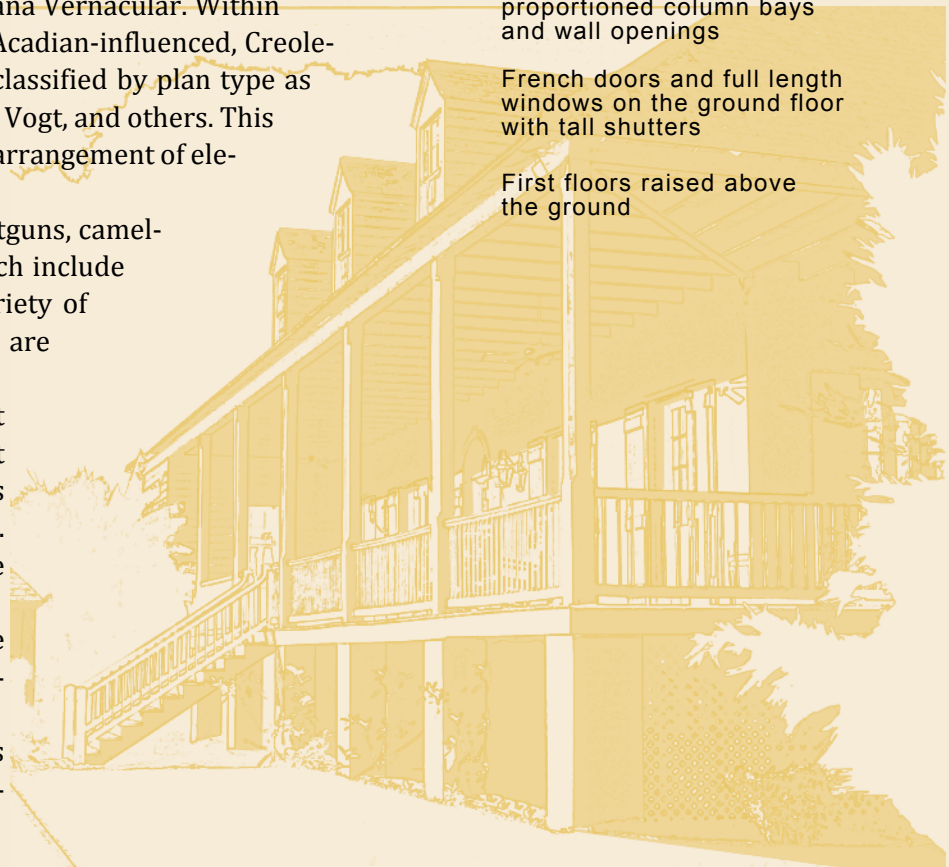 ana Vernacular. Within
Acadian-influenced, Creole-
classified by plan type as
Vogt, and others. This
arrangement of ele-
tguns, camel-
ch include
riety of
are
t
t
s
.
e
e
-
s
-
proportioned column bays
and wall openings
French doors and full length
windows on the ground floor
with tall shutters
First floors raised above
the ground